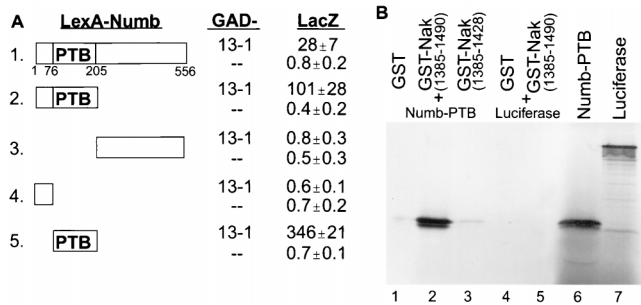 A
LexA-Numb GAD- LacZ
1. PTB 13-1 28±7
1 76 205 556 -- 0.8±0.2
2. PTB 13-1 101±28
-- 0.4±0.2
3. 13-1 0.8±0.3
-- 0.5±0.3
4. 13-1 0.6±0.1
-- 0.7±0.2
5. PTB 13-1 346±21
-- 0.7±0.1
B
GST
GST-Nak (1385-1490)
+
GST-Nak (1385-1428)
GST
GST-Nak (1385-1490)
+
Numb-PTB
Luciferase
Numb-PTB Luciferase
1 2 3 4 5 6 7